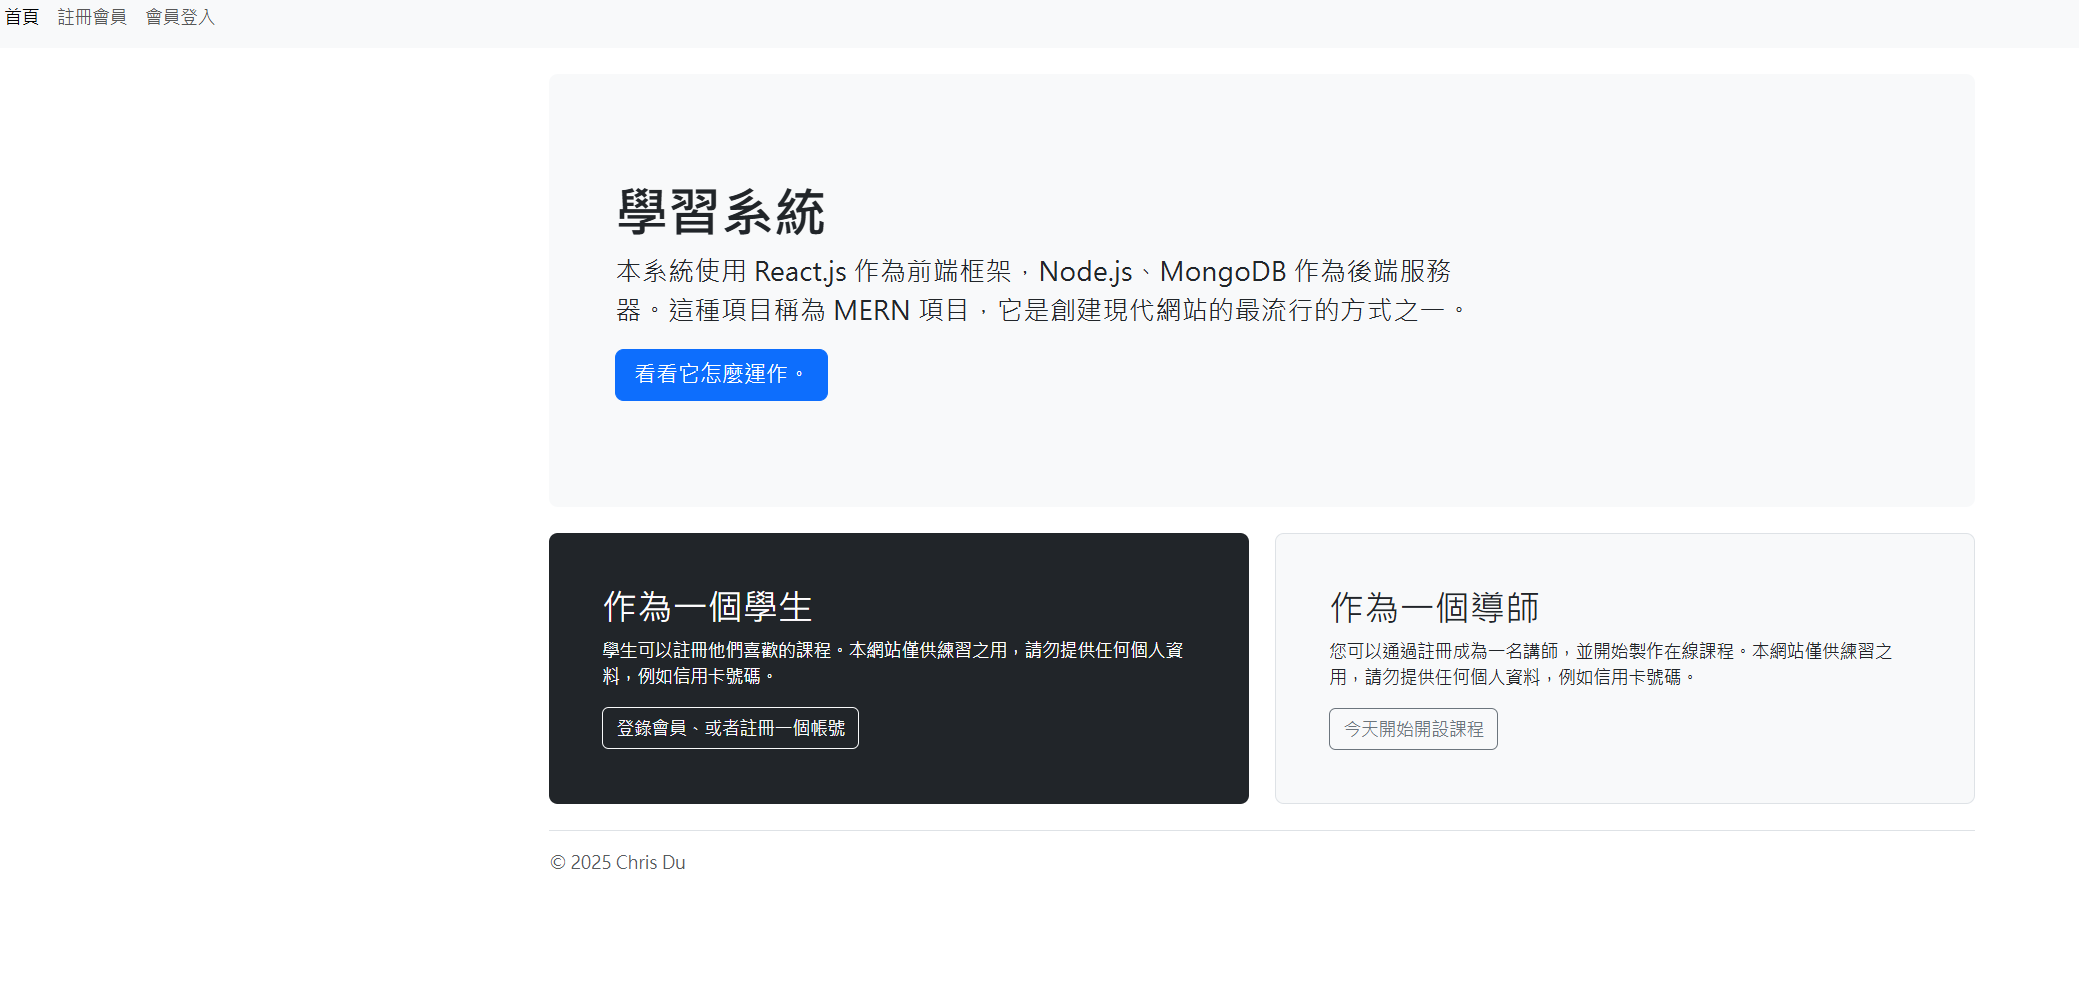 首頁 註冊會員 會員登入
學習系統
本系統使用 React.js 作為前端框架，Node.js、MongoDB 作為後端服務
器。這種項目稱為 MERN 項目，它是創建現代網站的最流行的方式之一。
看看它怎麼運作。
作為一個學生
學生可以註冊他們喜歡的課程。本網站僅供練習之用，請勿提供任何個人資
料，例如信用卡號碼。
登錄會員、或者註冊一個帳號
作為一個導師
您可以通過註冊成為一名講師，並開始製作在線課程。本網站僅供練習之
用，請勿提供任何個人資料，例如信用卡號碼。
今天開始開設課程
© 2025 Chris Du